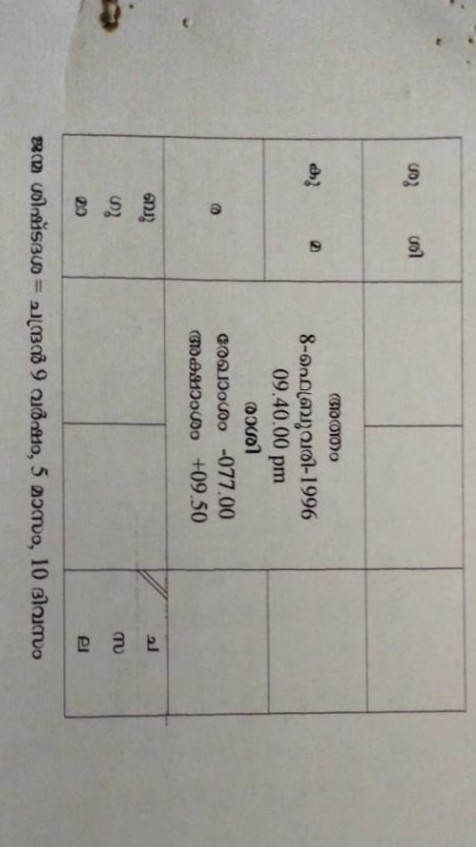 ശു ശി
കു മ
അത്തം
8-ഫെബ്രുവരി-1996
09.40.00 pm
രാശി
രേഖാംശം -077.00
അക്ഷാംശം +09.50
ര
ബു
ഗു
മാ
ച
സ
ല
ജന്മ ശിഷ്ടദശ = ചന്ദ്രൻ 9 വർഷം, 5 മാസം, 10 ദിവസം